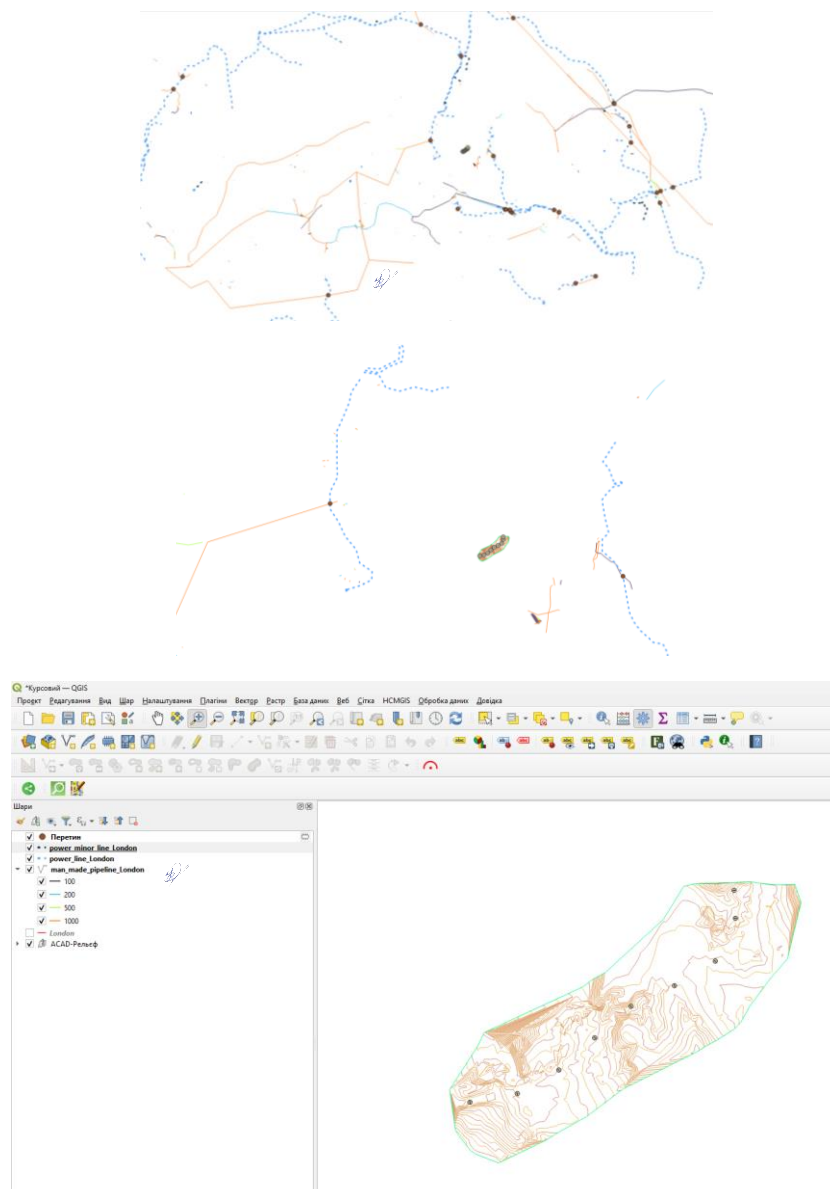 *Курсовий — QGIS
Проєкт Редагування Вид Шар Налаштування Плагіни Вектор Растр База даних Веб Сітка HCMGIS Обробка даних Довідка
Шари
Перетин
power_minor_line_London
power_line_London
man_made_pipeline_London
100
200
500
1000
London
ACAD-Рельєф